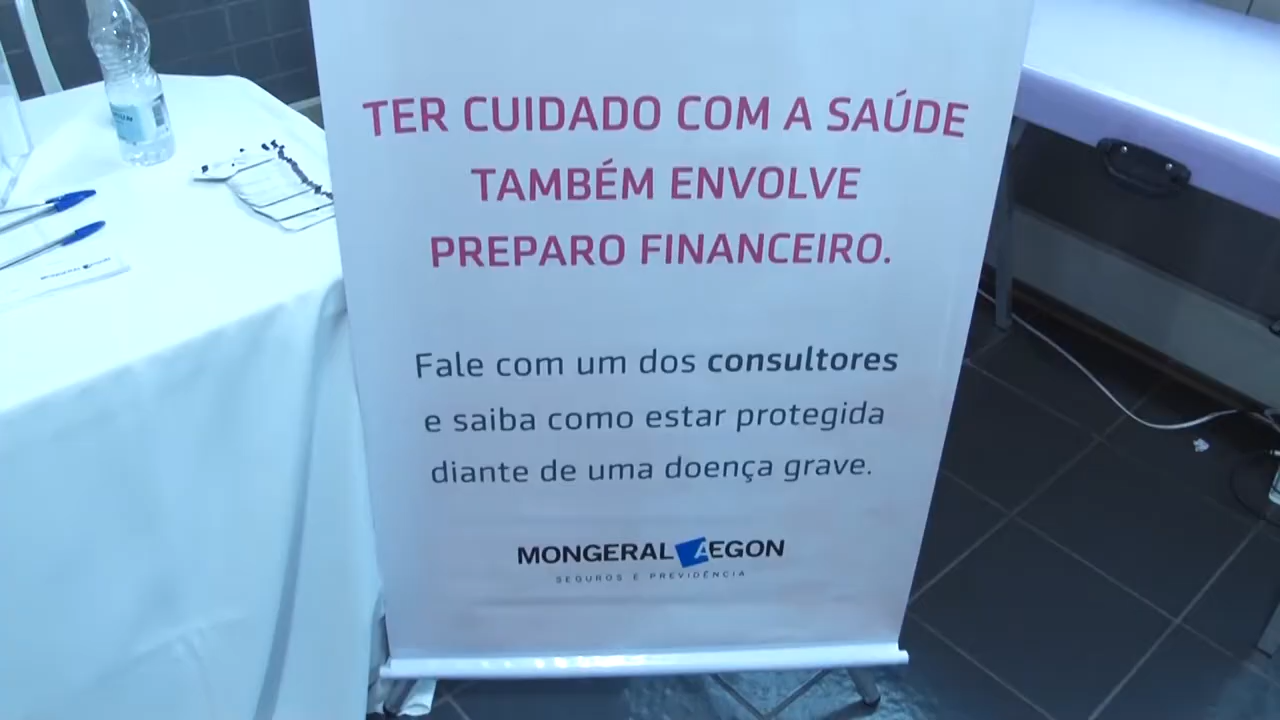 TER CUIDADO COM A SAÚDE
TAMBÉM ENVOLVE
PREPARO FINANCEIRO.
Fale com um dos consultores
e saiba como estar protegida
diante de uma doença grave.
MONGERAL AEGON
SEGUROS E PREVIDÊNCIA